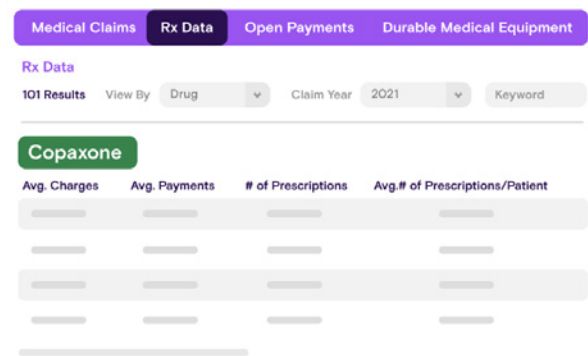 Medical Claims Rx Data Open Payments Durable Medical Equipment
Rx Data
101 Results View By Drug Claim Year 2021 Keyword
Copaxone
Avg. Charges Avg. Payments # of Prescriptions Avg.# of Prescriptions/Patient